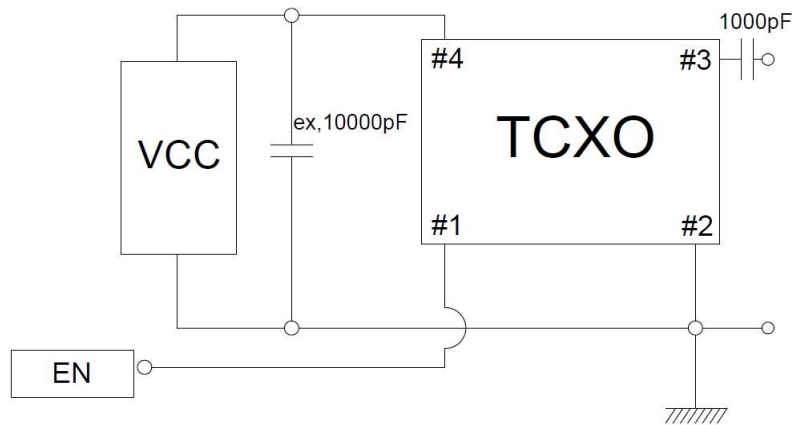 1000pF
#4
#3
ex,10000pF
VCC
TCXO
#1
#2
EN